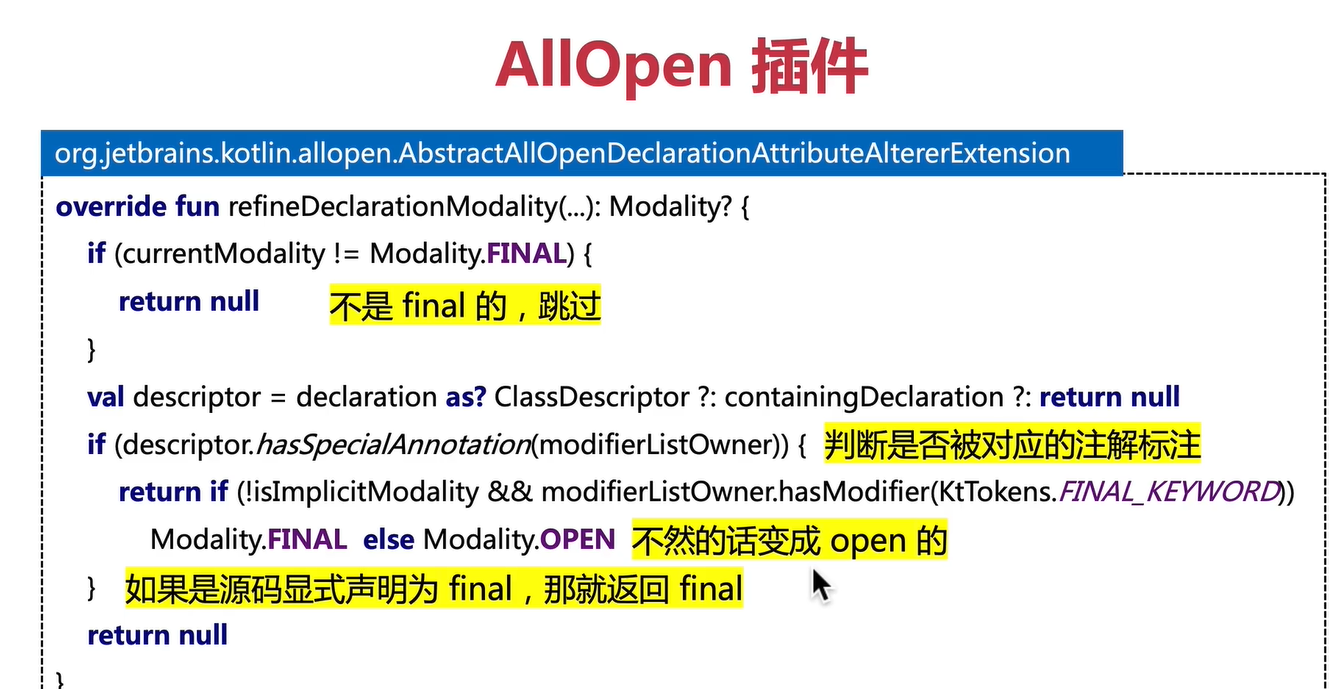 AllOpen 插件
org.jetbrains.kotlin.allopen.AbstractAllOpenDeclarationAttributeAltererExtension
override fun refineDeclarationModality(...): Modality? {
if (currentModality != Modality.FINAL) {
return null 不是 final 的，跳过
}
val descriptor = declaration as? ClassDescriptor ?: containingDeclaration ?: return null
if (descriptor.hasSpecialAnnotation(modifierListOwner)) { 判断是否被对应的注解标注
return if (!isImplicitModality && modifierListOwner.hasModifier(KtTokens.FINAL_KEYWORD))
Modality.FINAL else Modality.OPEN 不然的话变成 open 的
} 如果是源码显式声明为 final，那就返回 final
return null
}